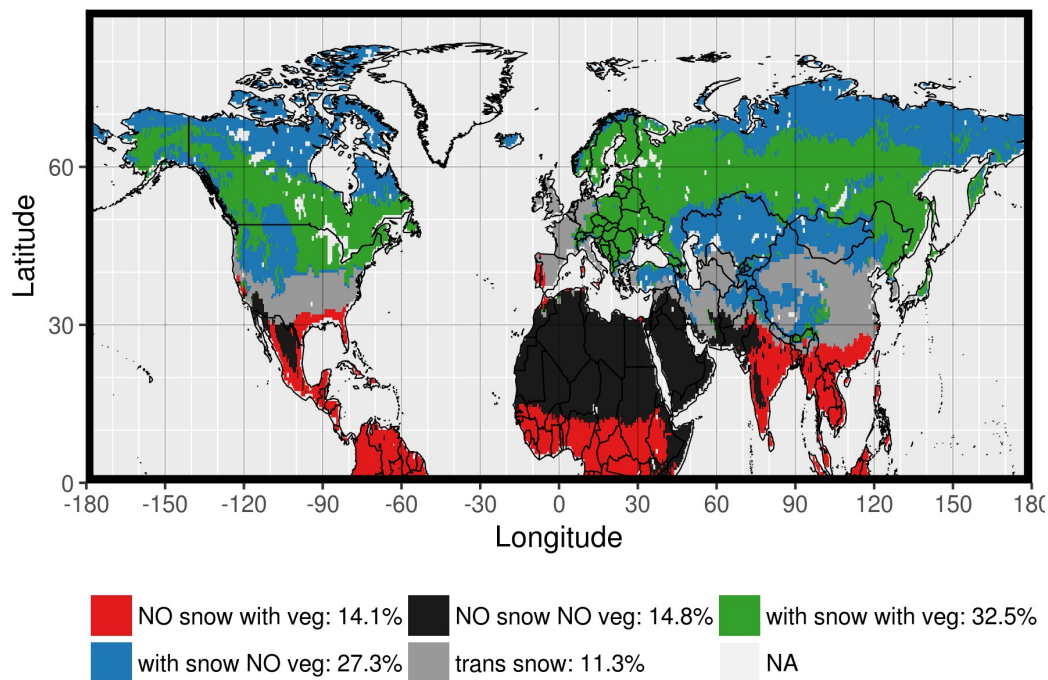 Latitude
60
30
0
-180 -150 -120 -90 -60 -30 0 30 60 90 120 150 180
Longitude
NO snow with veg: 14.1% NO snow NO veg: 14.8% with snow with veg: 32.5%
with snow NO veg: 27.3% trans snow: 11.3% NA